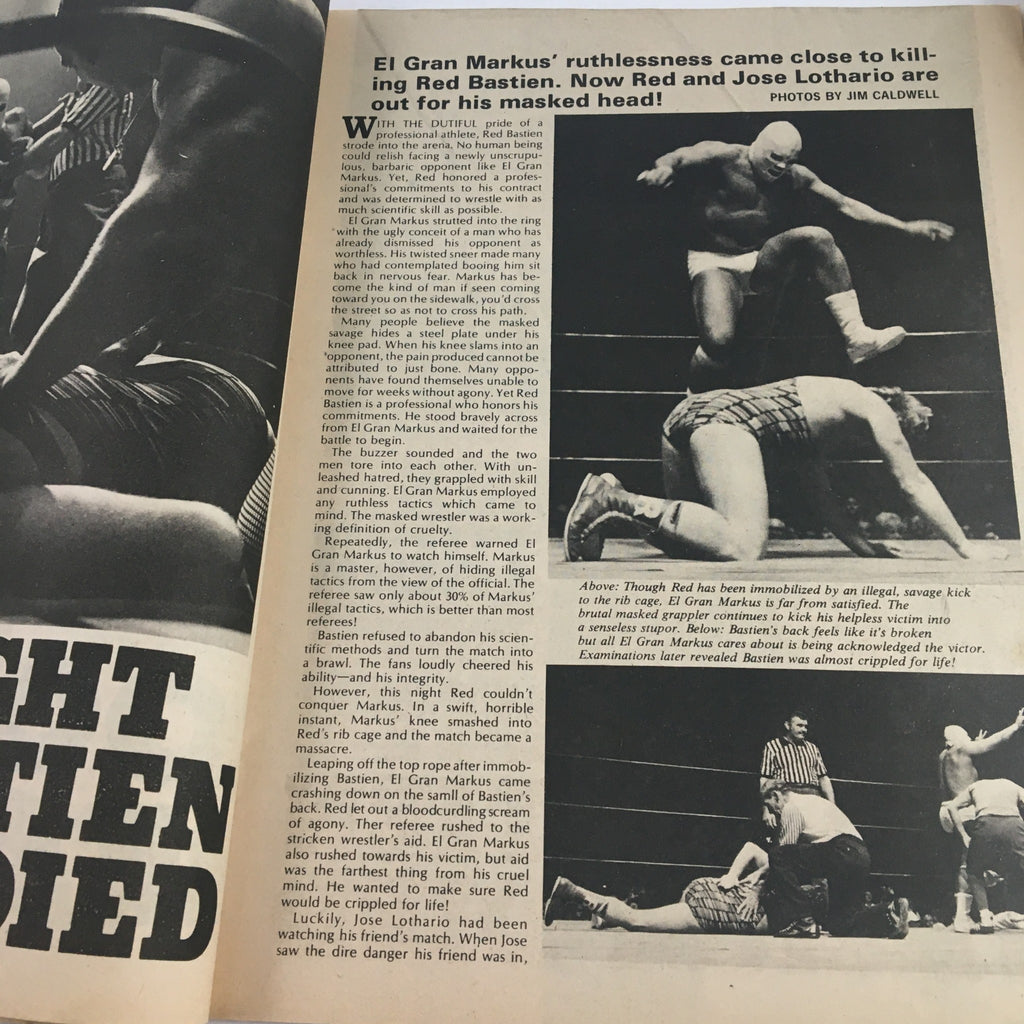 GHT
TIEN
DIED
El Gran Markus' ruthlessness came close to kill-
ing Red Bastien. Now Red and Jose Lothario are
out for his masked head!
PHOTOS BY JIM CALDWELL
WITH THE DUTIFUL pride of a
professional athlete, Red Bastien
strode into the arena. No human being
could relish facing a newly unscrupu-
lous, barbaric opponent like El Gran
Markus. Yet, Red honored a profes-
sional's commitments to his contract
and was determined to wrestle with as
much scientific skill as possible.
El Gran Markus strutted into the ring
with the ugly conceit of a man who has
already dismissed his opponent as
worthless. His twisted sneer made many
who had contemplated booing him sit
back in nervous fear. Markus has be-
come the kind of man if seen coming
toward you on the sidewalk, you'd cross
the street so as not to cross his path.
Many people believe the masked
savage hides a steel plate under his
knee pad. When his knee slams into an
opponent, the pain produced cannot be
attributed to just bone. Many oppo-
nents have found themselves unable to
move for weeks without agony. Yet Red
Bastien is a professional who honors his
commitments. He stood bravely across
from El Gran Markus and waited for the
battle to begin.
The buzzer sounded and the two
men tore into each other. With un-
leashed hatred, they grappled with skill
and cunning. El Gran Markus employed
any ruthless tactics which came to
mind. The masked wrestler was a work-
ing definition of cruelty.
Repeatedly, the referee warned El
Gran Markus to watch himself. Markus
is a master, however, of hiding illegal
tactics from the view of the official. The
referee saw only about 30% of Markus'
illegal tactics, which is better than most
referees!
Bastien refused to abandon his scien-
tific methods and turn the match into
a brawl. The fans loudly cheered his
ability—and his integrity.
However, this night Red couldn't
conquer Markus. In a swift, horrible
instant, Markus' knee smashed into
Red's rib cage and the match became a
massacre.
Leaping off the top rope after immob-
ilizing Bastien, El Gran Markus came
crashing down on the samll of Bastien's
back. Red let out a bloodcurdling scream
of agony. Ther referee rushed to the
stricken wrestler's aid. El Gran Markus
also rushed towards his victim, but aid
was the farthest thing from his cruel
mind. He wanted to make sure Red
would be crippled for life!
Luckily, Jose Lothario had been
watching his friend's match. When Jose
saw the dire danger his friend was in,
Above: Though Red has been immobilized by an illegal, savage kick
to the rib cage, El Gran Markus is far from satisfied. The
brutal masked grappler continues to kick his helpless victim into
a senseless stupor. Below: Bastien's back feels like it's broken
but all El Gran Markus cares about is being acknowledged the victor.
Examinations later revealed Bastien was almost crippled for life!